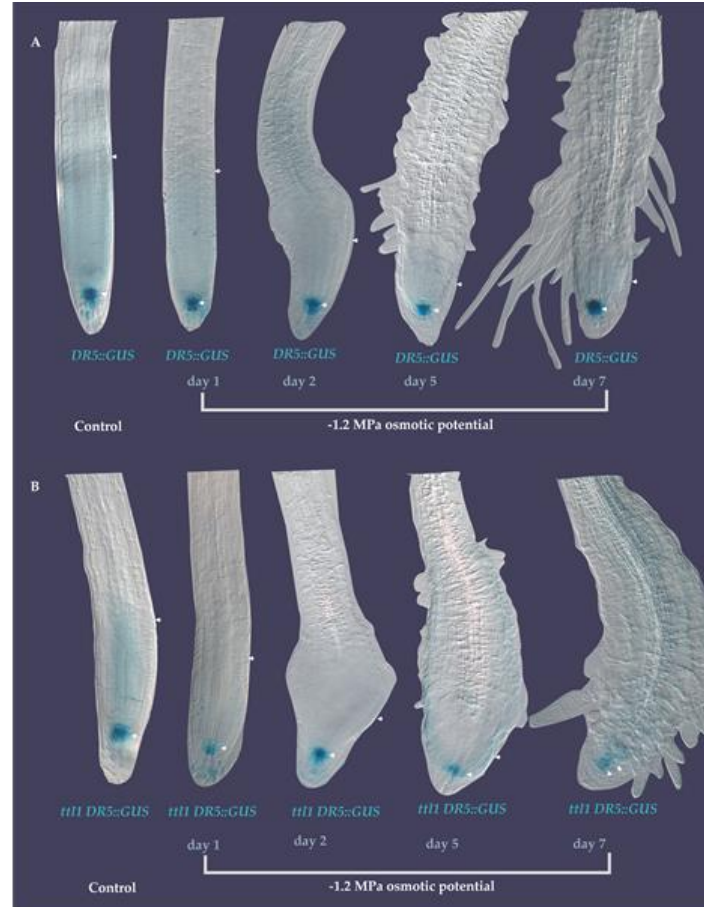 A
DR5::GUS DR5::GUS DR5::GUS DR5::GUS DR5::GUS
day 1 day 2 day 5 day 7
Control -1.2 MPa osmotic potential
B
ttl1 DR5::GUS ttl1 DR5::GUS ttl1 DR5::GUS ttl1 DR5::GUS ttl1 DR5::GUS
day 1 day 2 day 5 day 7
Control -1.2 MPa osmotic potential